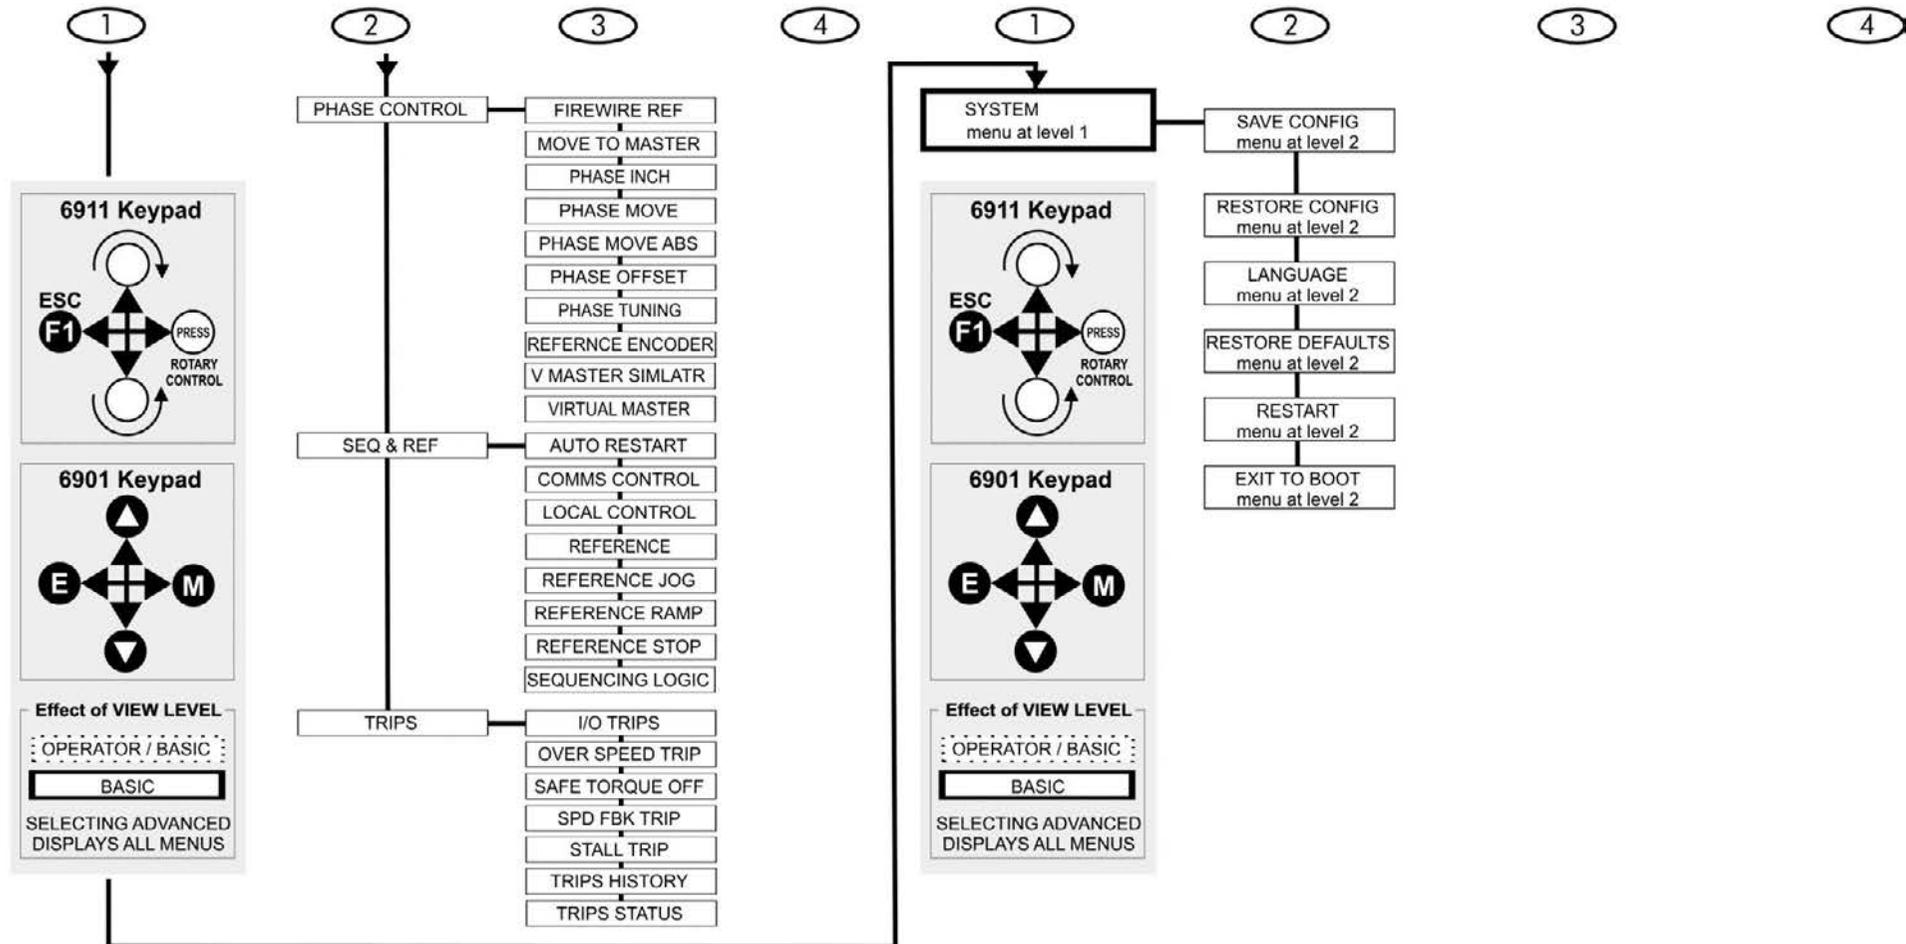 1
2
3
4
1
2
3
4
PHASE CONTROL
FIREWIRE REF
MOVE TO MASTER
PHASE INCH
PHASE MOVE
PHASE MOVE ABS
PHASE OFFSET
PHASE TUNING
REFERNCE ENCODER
V MASTER SIMLATR
VIRTUAL MASTER
SEQ & REF
AUTO RESTART
COMMS CONTROL
LOCAL CONTROL
REFERENCE
REFERENCE JOG
REFERENCE RAMP
REFERENCE STOP
SEQUENCING LOGIC
TRIPS
I/O TRIPS
OVER SPEED TRIP
SAFE TORQUE OFF
SPD FBK TRIP
STALL TRIP
TRIPS HISTORY
TRIPS STATUS
6911 Keypad
ESC
F1
PRESS
ROTARY
CONTROL
6901 Keypad
E
M
Effect of VIEW LEVEL
OPERATOR / BASIC
BASIC
SELECTING ADVANCED
DISPLAYS ALL MENUS
SYSTEM
menu at level 1
SAVE CONFIG
menu at level 2
RESTORE CONFIG
menu at level 2
LANGUAGE
menu at level 2
RESTORE DEFAULTS
menu at level 2
RESTART
menu at level 2
EXIT TO BOOT
menu at level 2
6911 Keypad
ESC
F1
PRESS
ROTARY
CONTROL
6901 Keypad
E
M
Effect of VIEW LEVEL
OPERATOR / BASIC
BASIC
SELECTING ADVANCED
DISPLAYS ALL MENUS